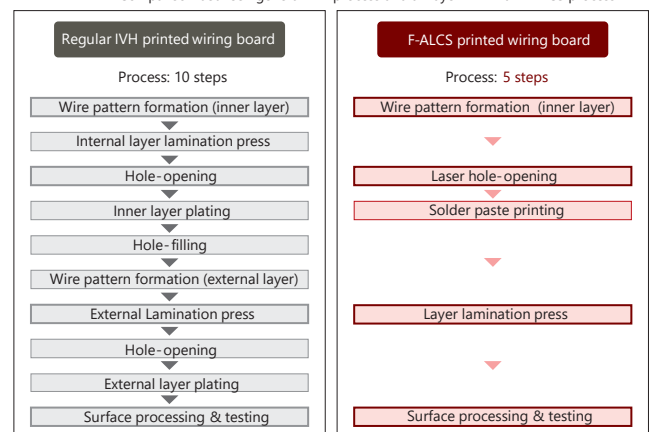 Regular IVH printed wiring board
Process: 10 steps
Wire pattern formation (inner layer)
Internal layer lamination press
Hole-opening
Inner layer plating
Hole-filling
Wire pattern formation (external layer)
External Lamination press
Hole-opening
External layer plating
Surface processing & testing
F-ALCS printed wiring board
Process: 5 steps
Wire pattern formation (inner layer)
Laser hole-opening
Solder paste printing
Layer lamination press
Surface processing & testing